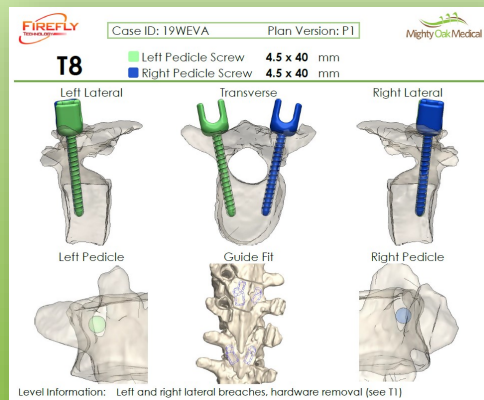 FIREFLY
TECHNOLOGY
Case ID: 19WEVA Plan Version: P1
Mighty Oak Medical
T8
Left Pedicle Screw 4.5 x 40 mm
Right Pedicle Screw 4.5 x 40 mm
Left Lateral Transverse Right Lateral
Left Pedicle Guide Fit Right Pedicle
Level Information: Left and right lateral breaches, hardware removal (see T1)